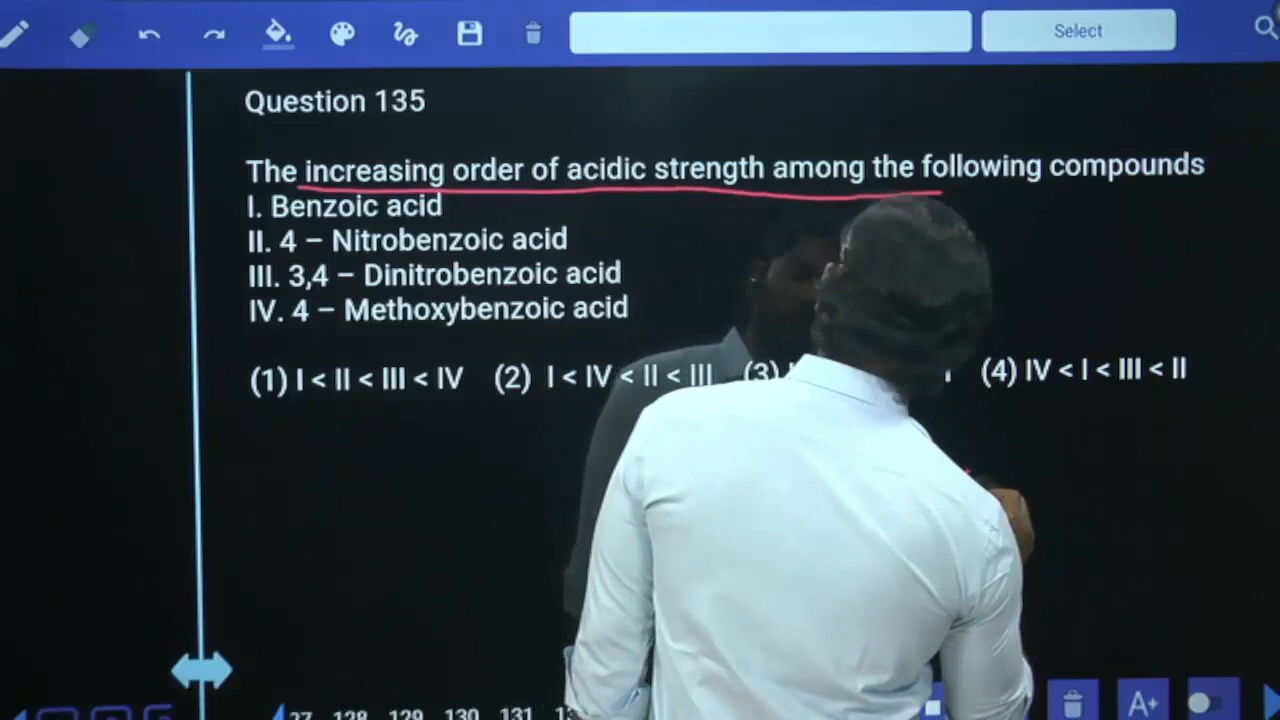 Select
Question 135
The increasing order of acidic strength among the following compounds
I. Benzoic acid
II. 4 – Nitrobenzoic acid
III. 3,4 – Dinitrobenzoic acid
IV. 4 – Methoxybenzoic acid
(1) I < II < III < IV (2) I < IV < II < III (3) (4) IV < I < III < II
128 129 130 131
A+